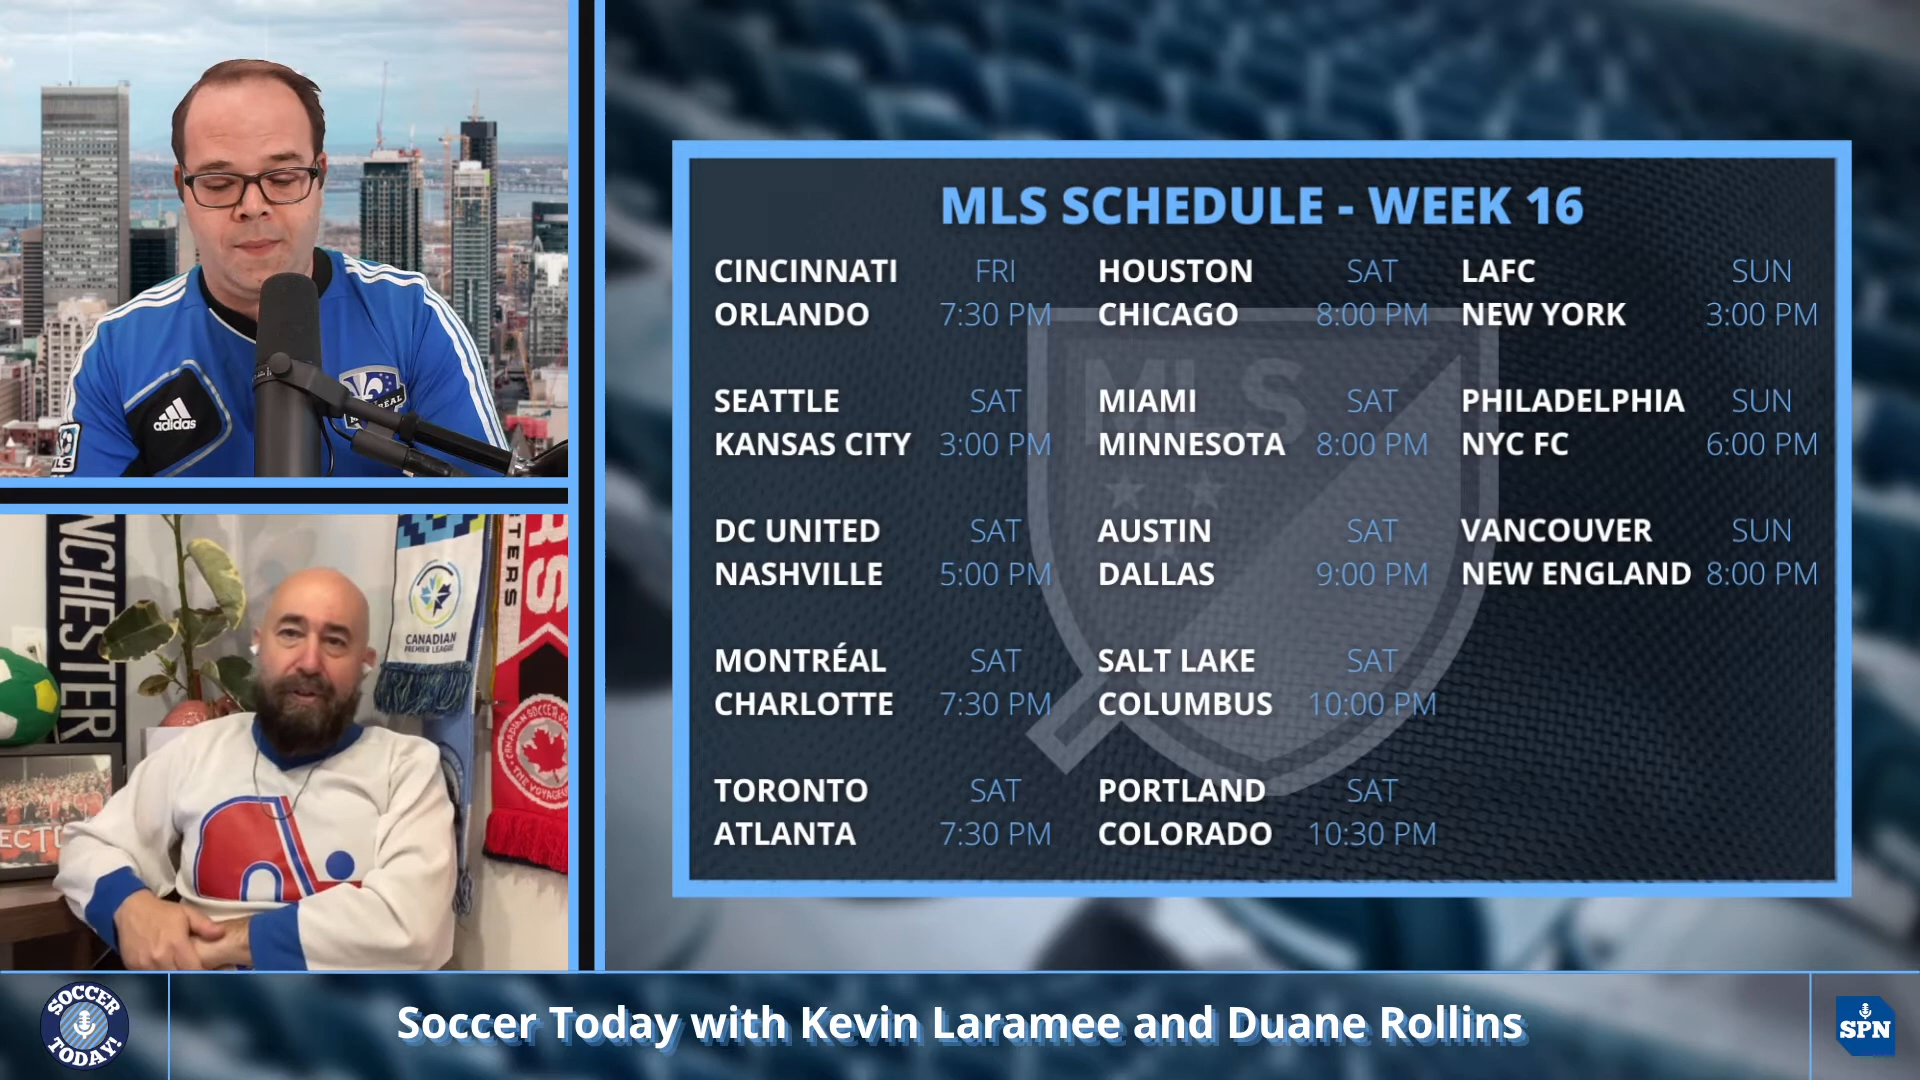 MLS SCHEDULE - WEEK 16
CINCINNATI FRI
ORLANDO 7:30 PM
SEATTLE SAT
KANSAS CITY 3:00 PM
DC UNITED SAT
NASHVILLE 5:00 PM
MONTRÉAL SAT
CHARLOTTE 7:30 PM
TORONTO SAT
ATLANTA 7:30 PM
HOUSTON SAT
CHICAGO 8:00 PM
MIAMI SAT
MINNESOTA 8:00 PM
AUSTIN SAT
DALLAS 9:00 PM
SALT LAKE SAT
COLUMBUS 10:00 PM
PORTLAND SAT
COLORADO 10:30 PM
LAFC SUN
NEW YORK 3:00 PM
PHILADELPHIA SUN
NYC FC 6:00 PM
VANCOUVER SUN
NEW ENGLAND 8:00 PM
MLS
adidas
NCHESTER
CANADIAN
PREMIER LEAGUE
TERS
RS
SOCCER
TODAY!
Soccer Today with Kevin Laramee and Duane Rollins
SPN